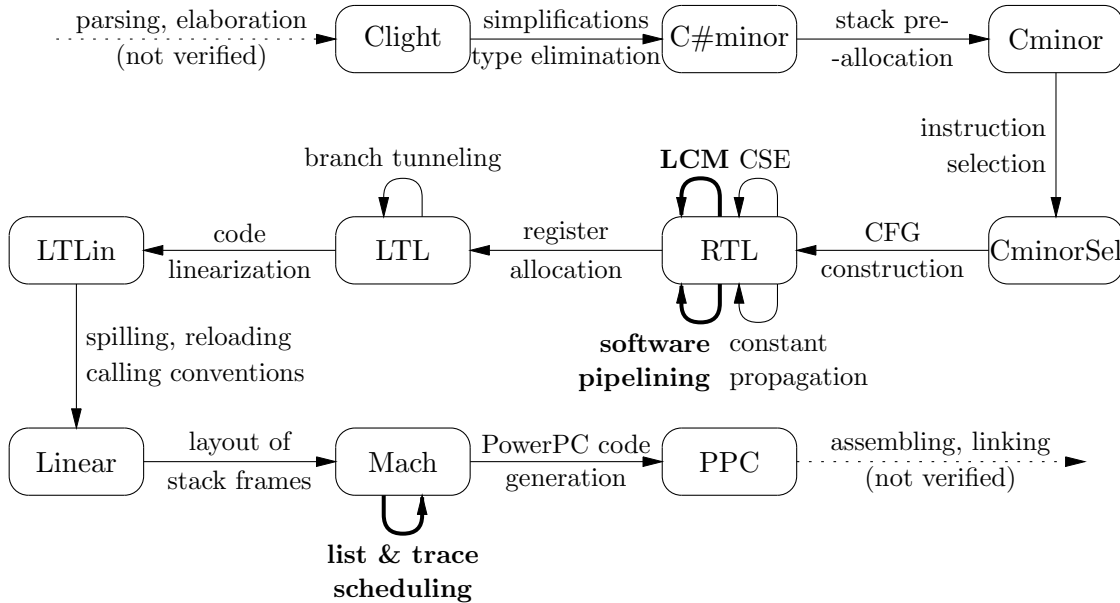 parsing, elaboration
(not verified)
Clight
simplifications
type elimination
C#minor
stack pre-
-allocation
Cminor
instruction
selection
branch tunneling
LCM CSE
LTLin
code
linearization
LTL
register
allocation
RTL
CFG
construction
CminorSel
spilling, reloading
calling conventions
software
pipelining
constant
propagation
Linear
layout of
stack frames
Mach
PowerPC code
generation
PPC
assembling, linking
(not verified)
list & trace
scheduling